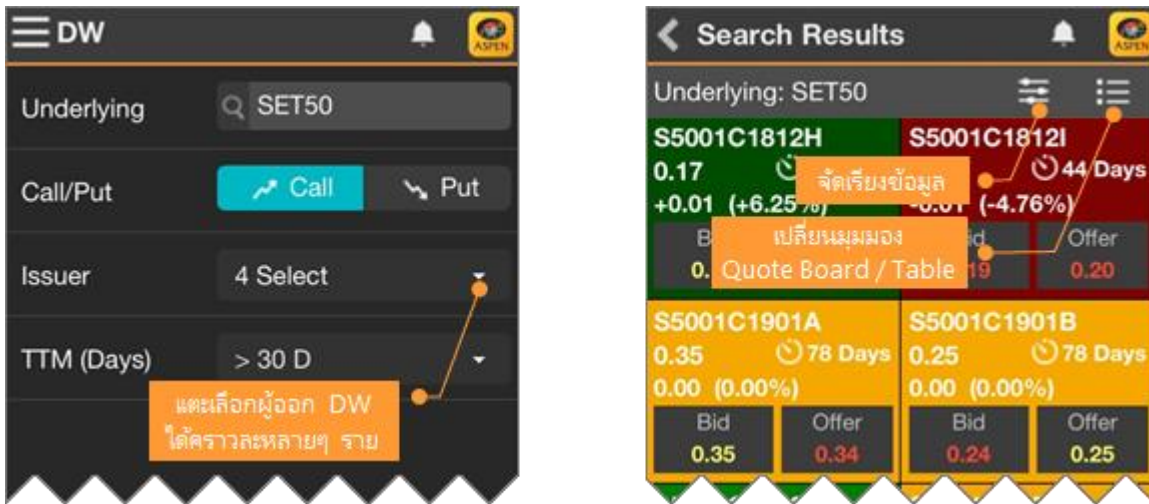 DW
ASPEN
Underlying
SET50
Call/Put
Call
Put
Issuer
4 Select
TTM (Days)
> 30 D
แตะเลือกผู้ออก DW
ได้คราวละหลายๆ ราย
Search Results
ASPEN
Underlying: SET50
S5001C1812H
0.17
+0.01 (+6.25%)
S5001C1812I
44 Days
-0.01 (-4.76%)
จัดเรียงข้อมูล
เปลี่ยนมุมมอง
Quote Board / Table
Offer
0.20
S5001C1901A
0.35 78 Days
0.00 (0.00%)
Bid Offer
0.35 0.34
S5001C1901B
0.25 78 Days
0.00 (0.00%)
Bid Offer
0.24 0.25